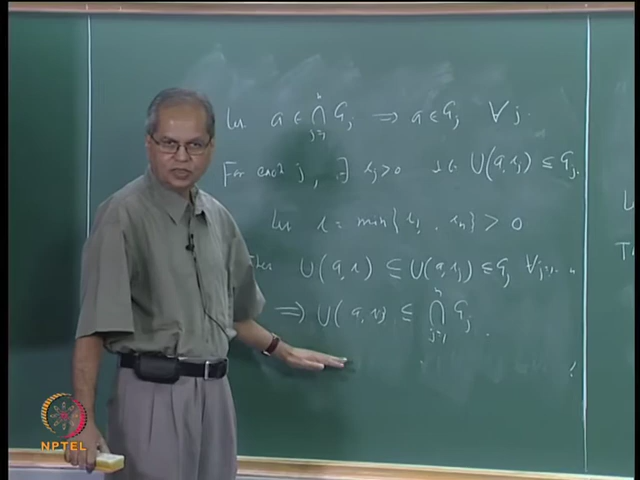 Let a ∈ ⋂_{j=1}^{n} G_j ⟹ a ∈ G_j ∀ j.
For each j, ∃ r_j > 0 s.t. U(a, r_j) ⊆ G_j.
Let r = min{r_1, . r_n} > 0
Then U(a, r) ⊆ U(a, r_j) ⊆ G_j ∀ j=1,.. n
⟹ U(a, r) ⊆ ⋂_{j=1}^{n} G_j .
NPTEL